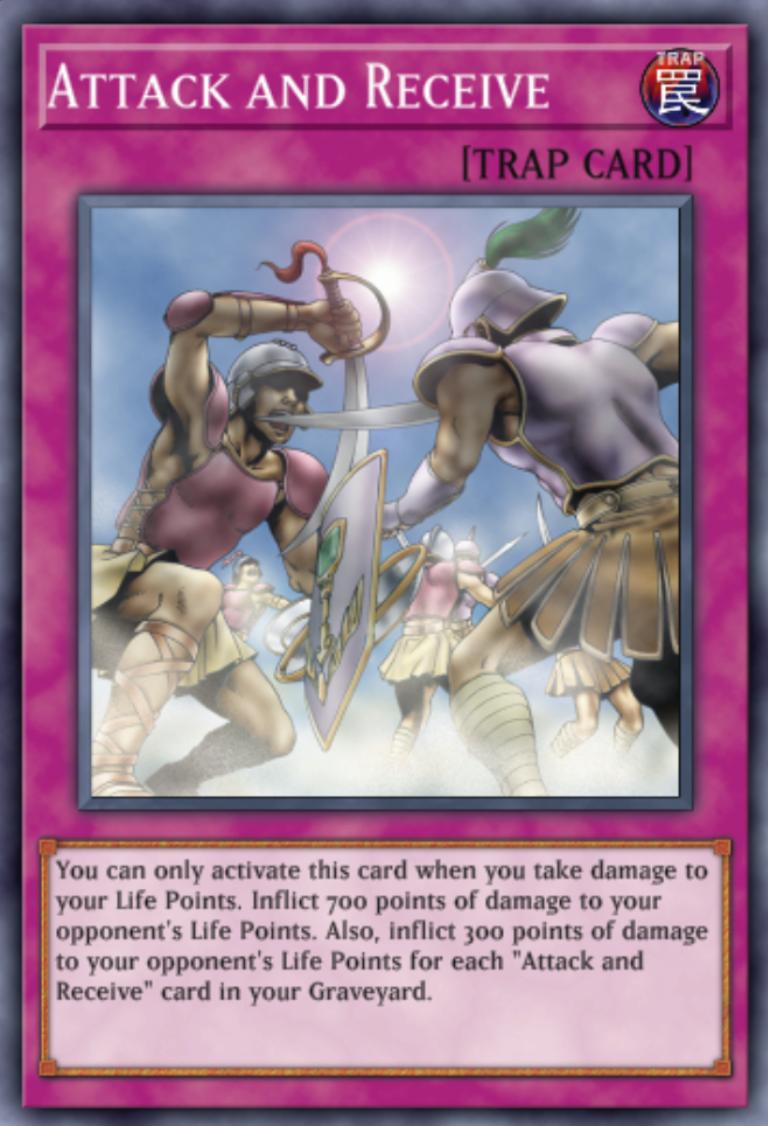 ATTACK AND RECEIVE
TRAP
罠
[TRAP CARD]
You can only activate this card when you take damage to
your Life Points. Inflict 700 points of damage to your
opponent's Life Points. Also, inflict 300 points of damage
to your opponent's Life Points for each "Attack and
Receive" card in your Graveyard.